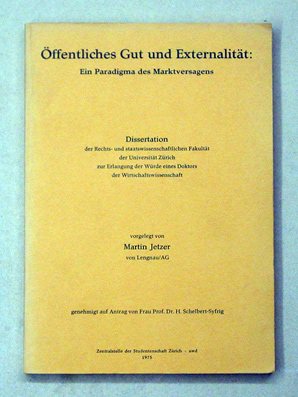 Öffentliches Gut und Externalität:
Ein Paradigma des Marktversagens
Dissertation
der Rechts- und staatswissenschaftlichen Fakultät
der Universität Zürich
zur Erlangung der Würde eines Doktors
der Wirtschaftswissenschaft
vorgelegt von
Martin Jetzer
von Lengnau/AG
genehmigt auf Antrag von Frau Prof. Dr. H. Schelbert-Syfrig
Zentralstelle der Studentenschaft Zürich - awd
1975